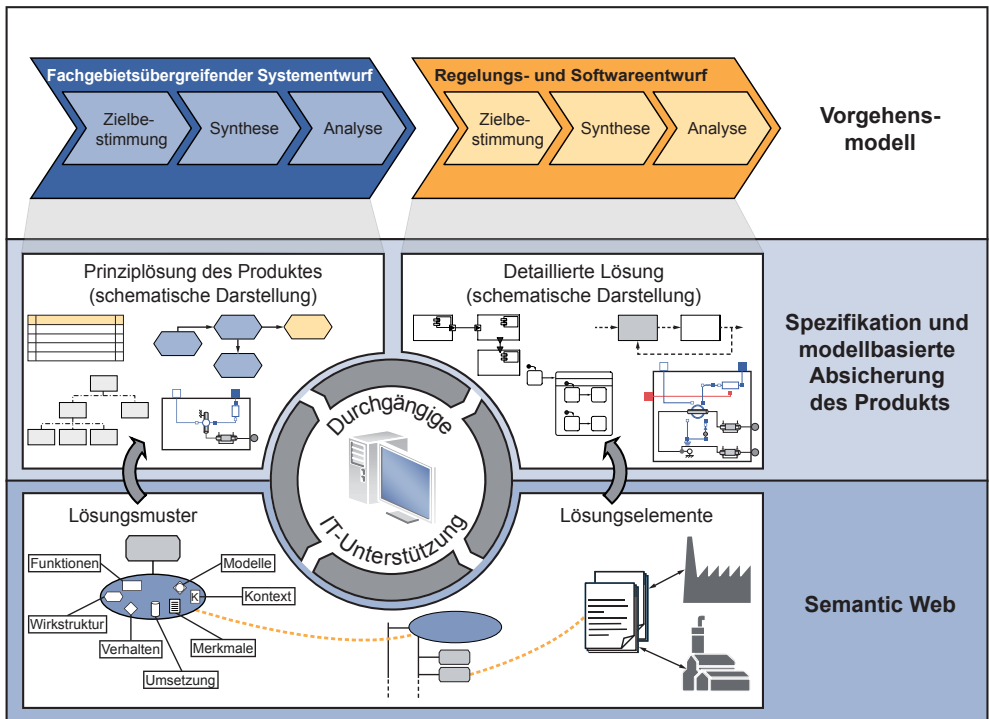 Fachgebietsübergreifender Systementwurf
Zielbe-
stimmung
Synthese
Analyse
Regelungs- und Softwareentwurf
Zielbe-
stimmung
Synthese
Analyse
Vorgehens-
modell
Prinziplösung des Produktes
(schematische Darstellung)
Detaillierte Lösung
(schematische Darstellung)
Spezifikation und
modellbasierte
Absicherung
des Produkts
Durchgängige
IT-Unterstützung
Lösungsmuster
Funktionen
Modelle
K
Kontext
Wirkstruktur
Verhalten
Merkmale
Umsetzung
Lösungselemente
Semantic Web